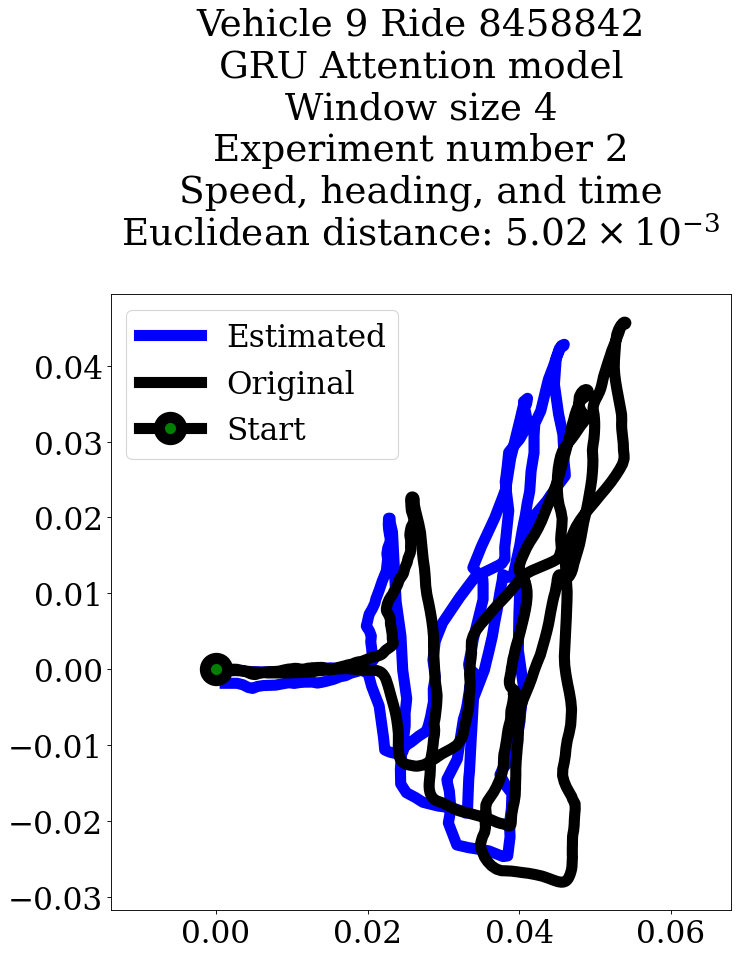 Vehicle 9 Ride 8458842
GRU Attention model
Window size 4
Experiment number 2
Speed, heading, and time
Euclidean distance: 5.02 × 10⁻³
Estimated
Original
Start
0.04
0.03
0.02
0.01
0.00
−0.01
−0.02
−0.03
0.00 0.02 0.04 0.06